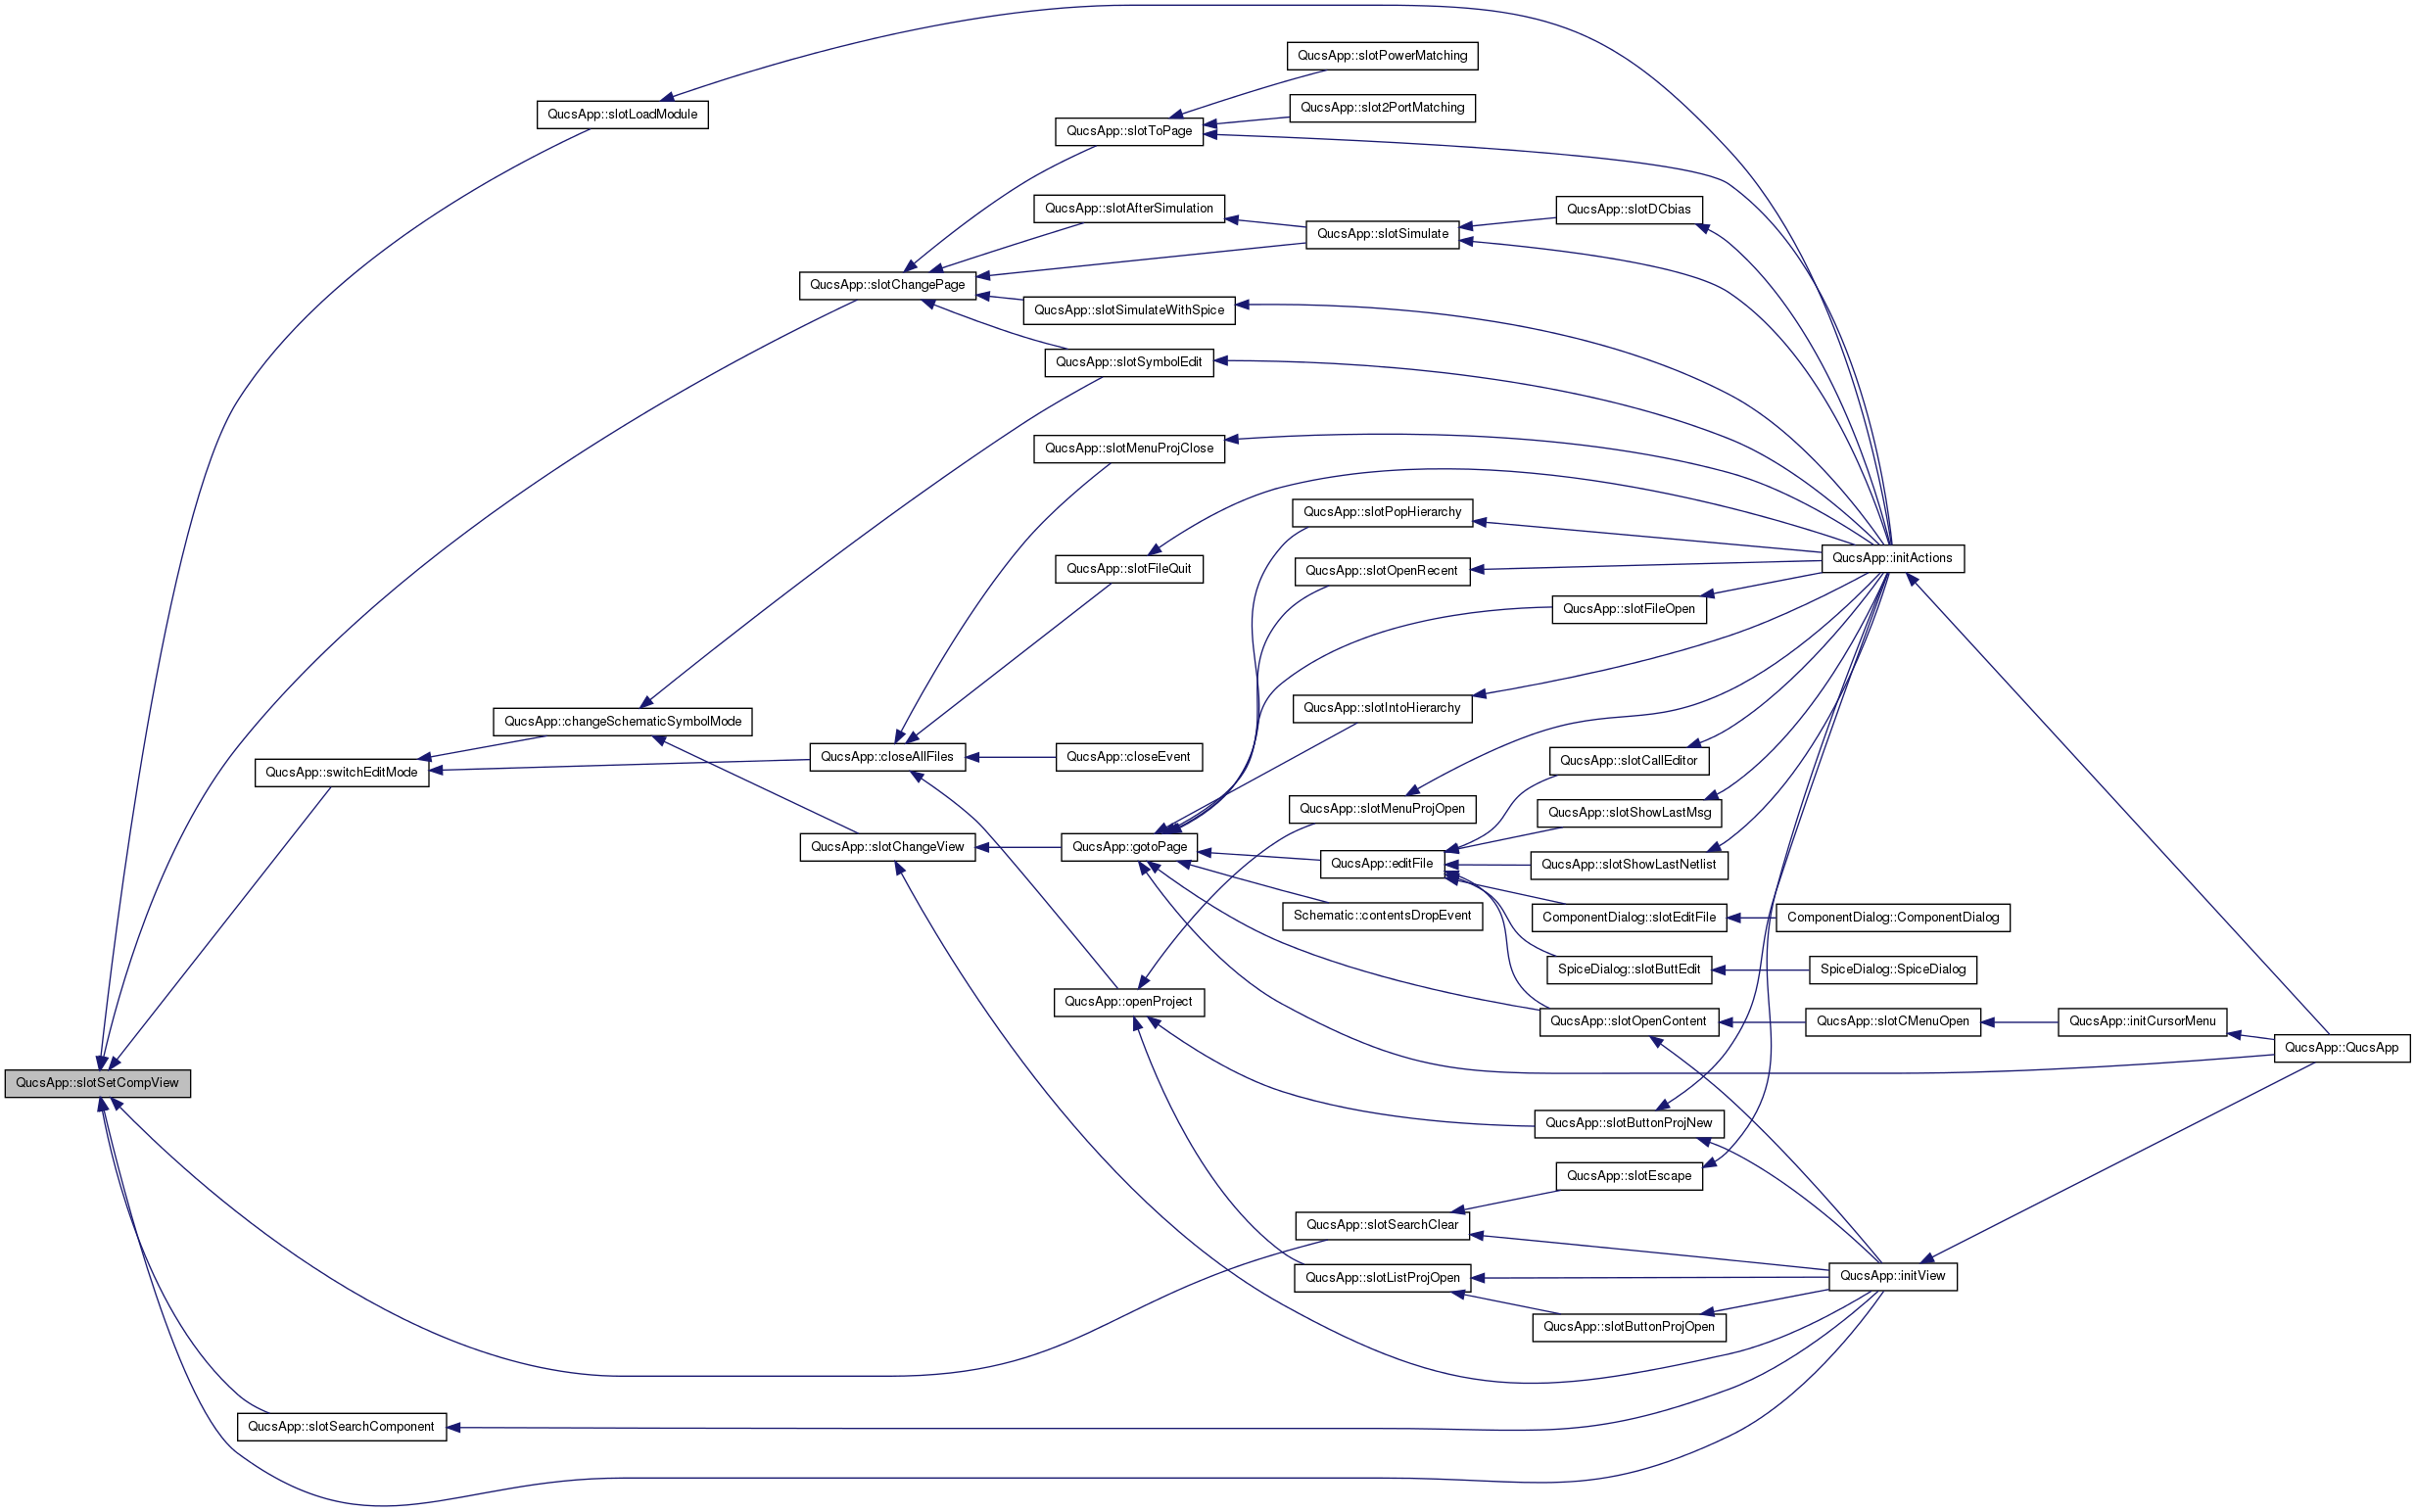 QucsApp::slotPowerMatching
QucsApp::slotLoadModule
QucsApp::slot2PortMatching
QucsApp::slotToPage
QucsApp::slotAfterSimulation
QucsApp::slotDCbias
QucsApp::slotSimulate
QucsApp::slotChangePage
QucsApp::slotSimulateWithSpice
QucsApp::slotSymbolEdit
QucsApp::slotMenuProjClose
QucsApp::slotPopHierarchy
QucsApp::initActions
QucsApp::slotFileQuit
QucsApp::slotOpenRecent
QucsApp::slotFileOpen
QucsApp::slotIntoHierarchy
QucsApp::changeSchematicSymbolMode
QucsApp::closeAllFiles
QucsApp::closeEvent
QucsApp::slotCallEditor
QucsApp::switchEditMode
QucsApp::slotMenuProjOpen
QucsApp::slotShowLastMsg
QucsApp::slotChangeView
QucsApp::gotoPage
QucsApp::editFile
QucsApp::slotShowLastNetlist
Schematic::contentsDropEvent
ComponentDialog::slotEditFile
ComponentDialog::ComponentDialog
SpiceDialog::slotButtEdit
SpiceDialog::SpiceDialog
QucsApp::openProject
QucsApp::slotOpenContent
QucsApp::slotCMenuOpen
QucsApp::initCursorMenu
QucsApp::QucsApp
QucsApp::slotSetCompView
QucsApp::slotButtonProjNew
QucsApp::slotEscape
QucsApp::slotSearchClear
QucsApp::slotListProjOpen
QucsApp::initView
QucsApp::slotButtonProjOpen
QucsApp::slotSearchComponent